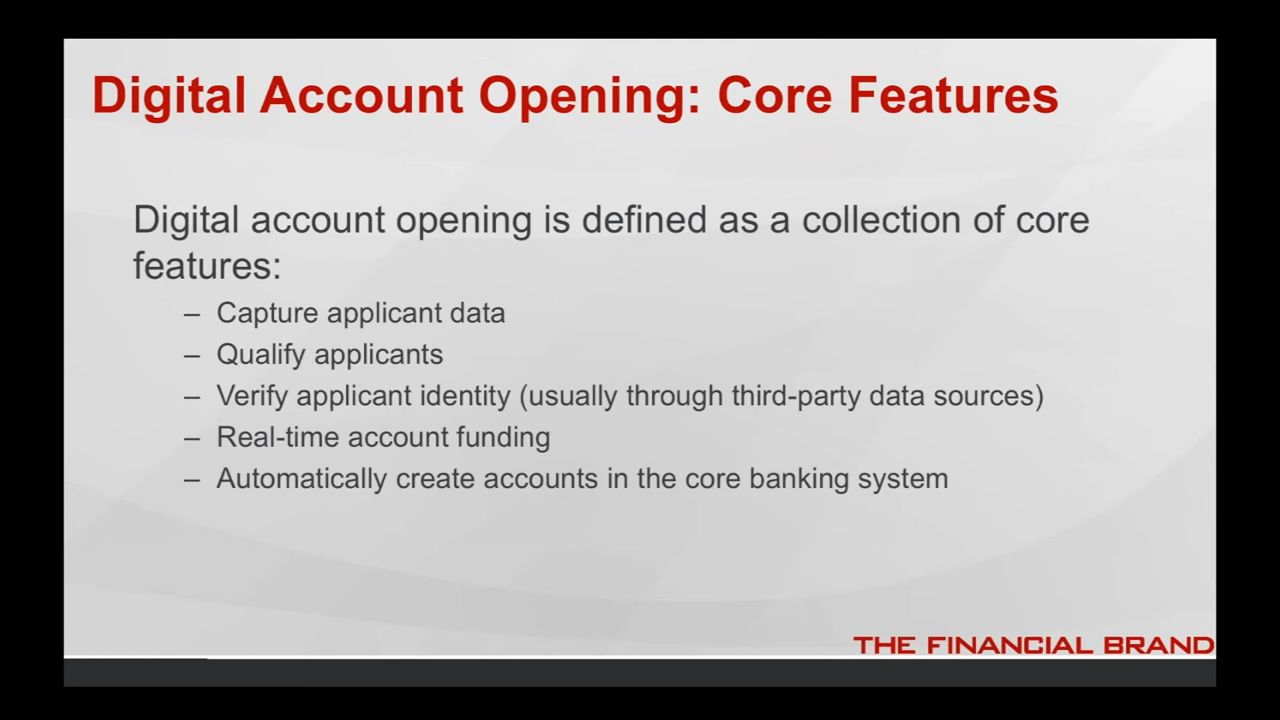 Digital Account Opening: Core Features
Digital account opening is defined as a collection of core
features:
– Capture applicant data
– Qualify applicants
– Verify applicant identity (usually through third-party data sources)
– Real-time account funding
– Automatically create accounts in the core banking system
THE FINANCIAL BRAND